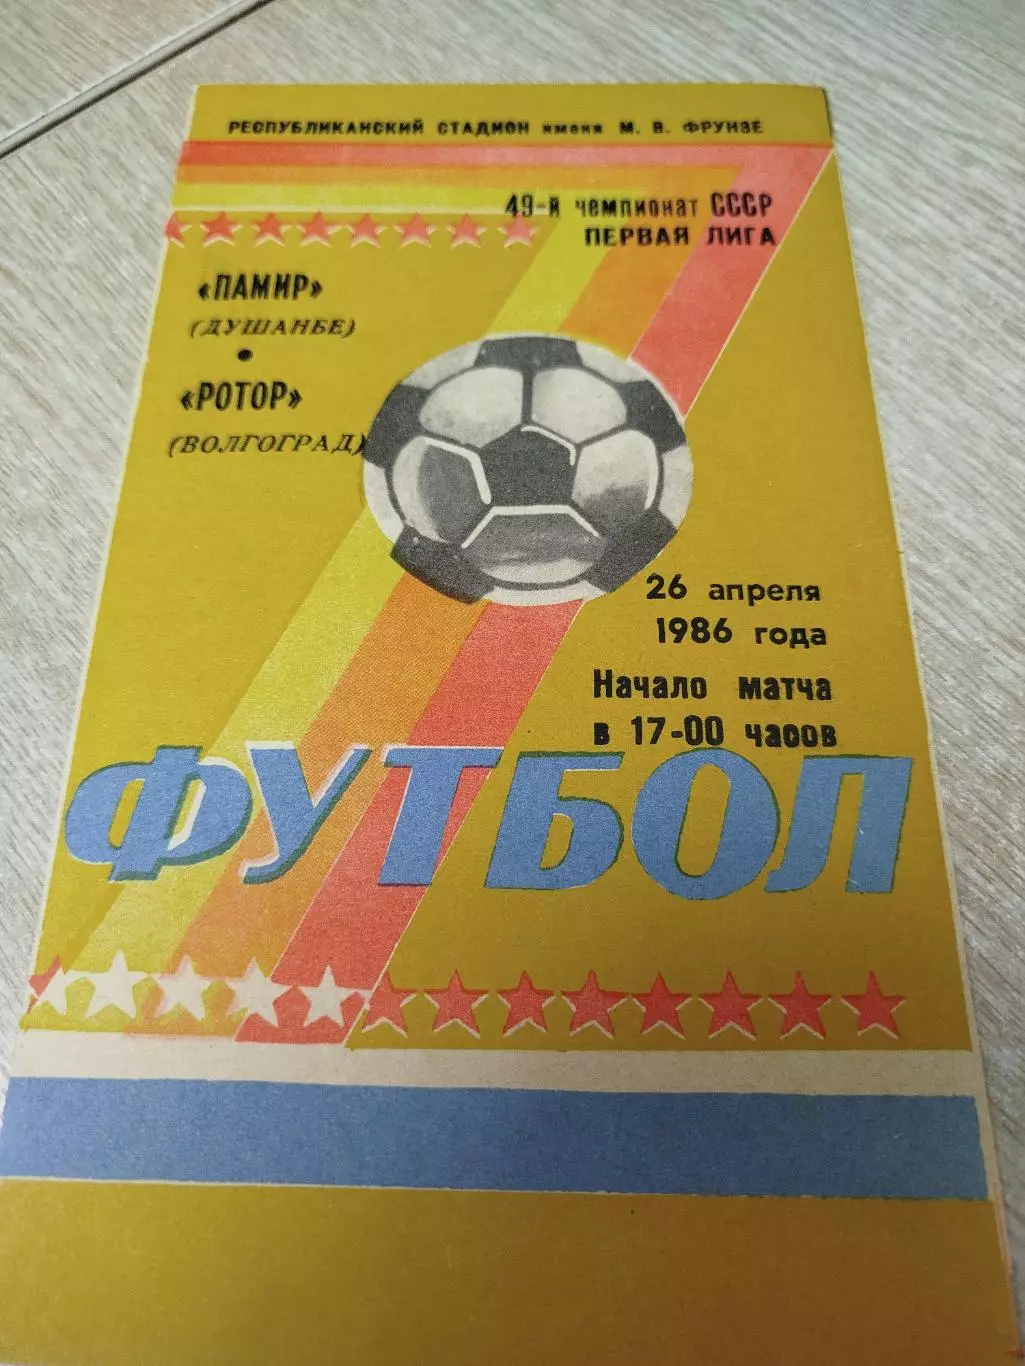 РЕСПУБЛИКАНСКИЙ СТАДИОН имени М. В. ФРУНЗЕ
49-й чемпионат СССР
ПЕРВАЯ ЛИГА
«ПАМИР»
(ДУШАНБЕ)
•
«РОТОР»
(ВОЛГОГРАД)
26 апреля
1986 года
Начало матча
в 17-00 часов
ФУТБОЛ